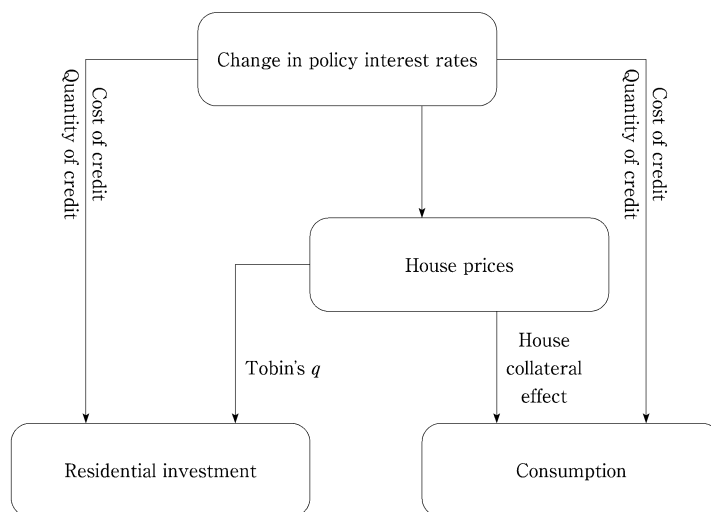 Change in policy interest rates
Cost of credit
Quantity of credit
Cost of credit
Quantity of credit
House prices
Tobin's q
House
collateral
effect
Residential investment
Consumption